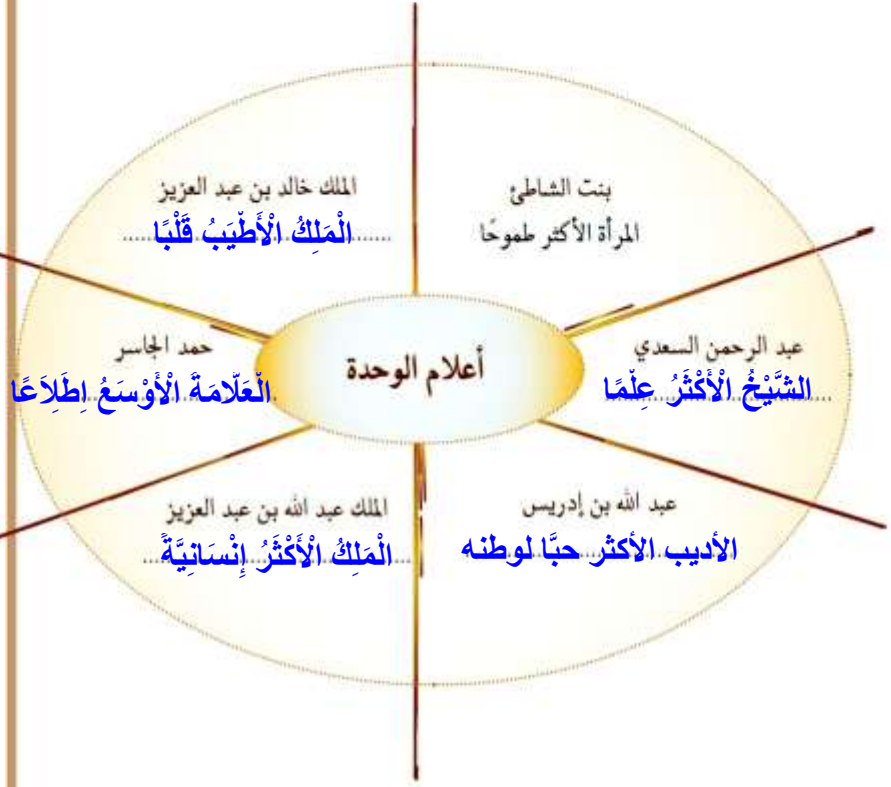 بنت الشاطئ
المرأة الأكثر طموحًا
الملك خالد بن عبد العزيز
الْمَلِكُ الْأَطْيَبُ قَلْبًا
عبد الرحمن السعدي
الشَّيْخُ الْأَكْثَرُ عِلْمًا
أعلام الوحدة
حمد الجاسر
الْعَلّامَةَ الْأَوْسَعُ اِطِلَاعًا
عبد الله بن إدريس
الأديب الأكثر حبًّا لوطنه
الملك عبد الله بن عبد العزيز
الْمَلِكُ الْأَكْثَرُ إِنْسَانِيَّةً